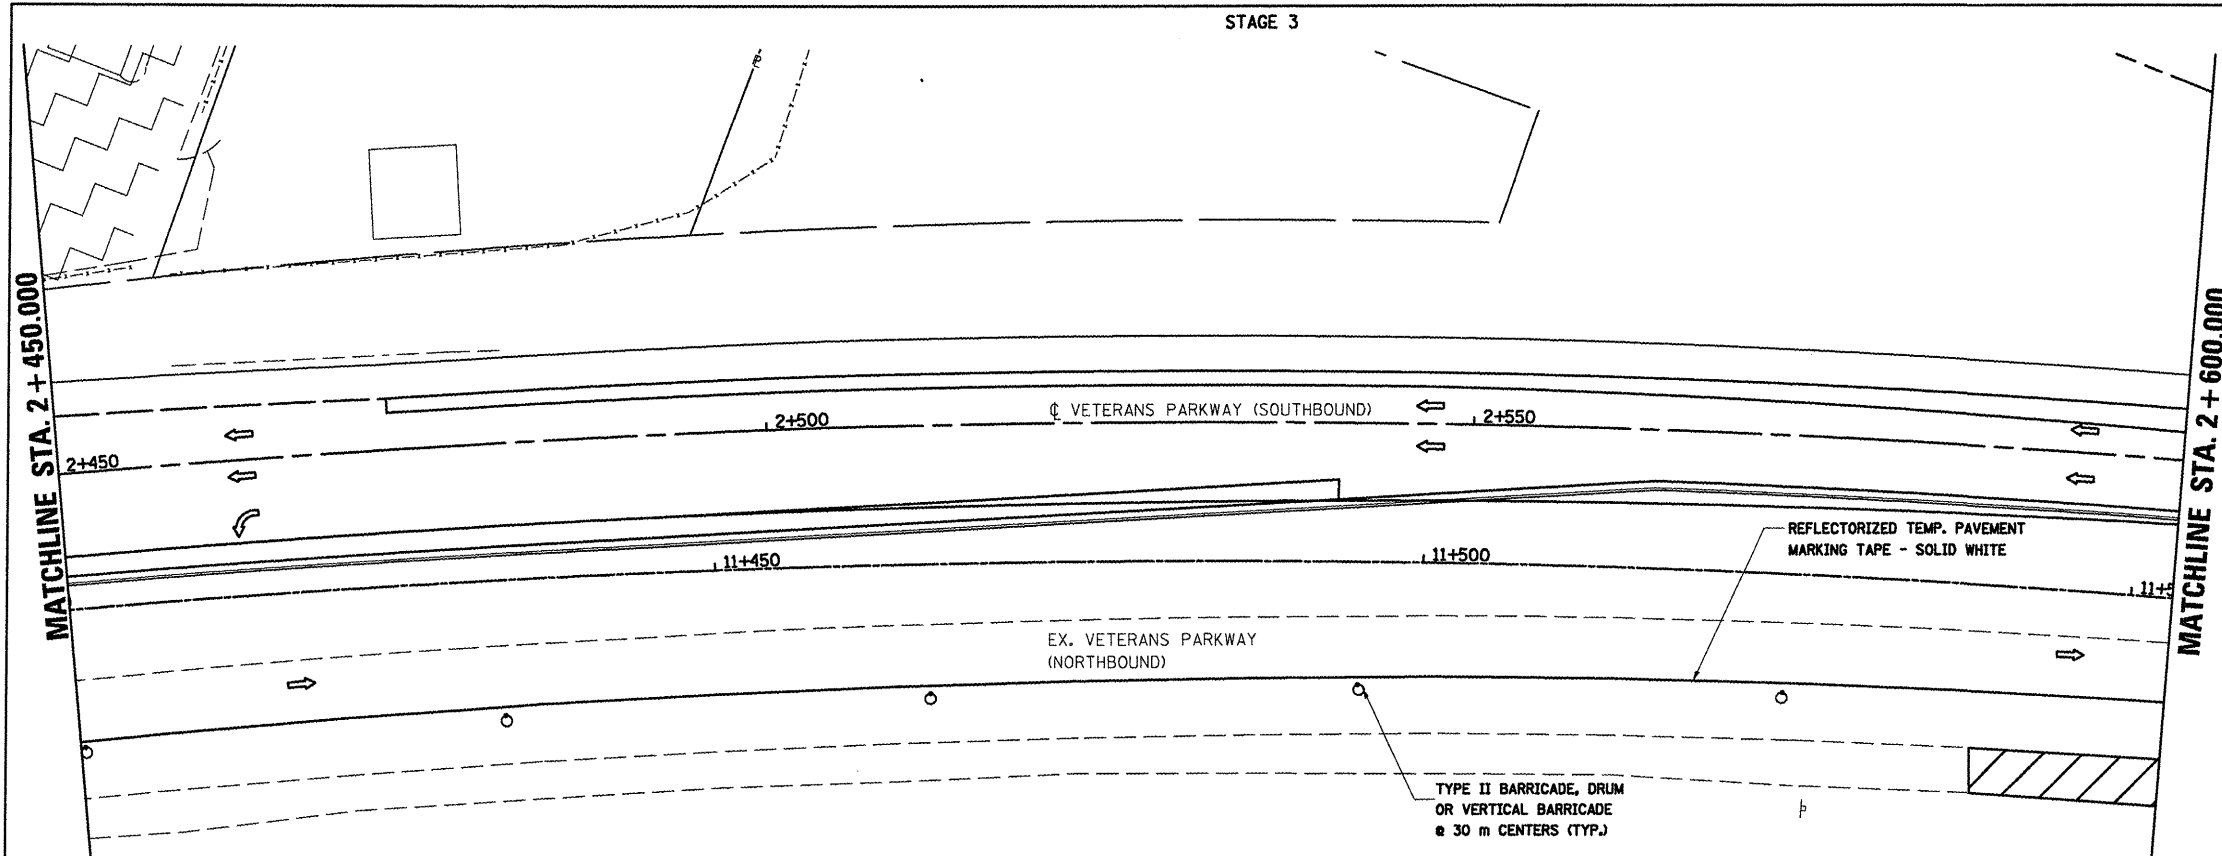 STAGE 3
MATCHLINE STA. 2+450.000
MATCHLINE STA. 2+600.000
℄ VETERANS PARKWAY (SOUTHBOUND)
2+500
2+550
2+450
11+450
11+500
11+5
REFLECTORIZED TEMP. PAVEMENT
MARKING TAPE - SOLID WHITE
EX. VETERANS PARKWAY
(NORTHBOUND)
TYPE II BARRICADE, DRUM
OR VERTICAL BARRICADE
@ 30 m CENTERS (TYP.)